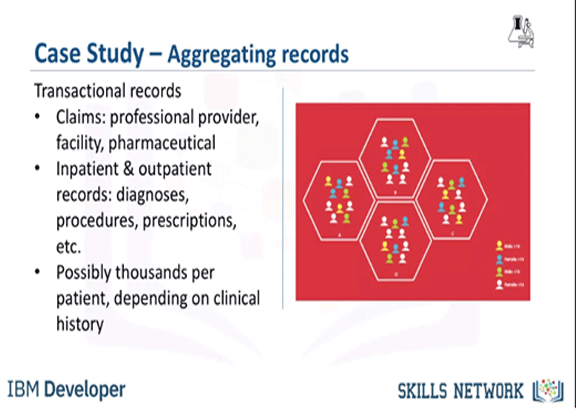 Case Study – Aggregating records
Transactional records
• Claims: professional provider,
facility, pharmaceutical
• Inpatient & outpatient
records: diagnoses,
procedures, prescriptions,
etc.
• Possibly thousands per
patient, depending on clinical
history
IBM Developer
SKILLS NETWORK